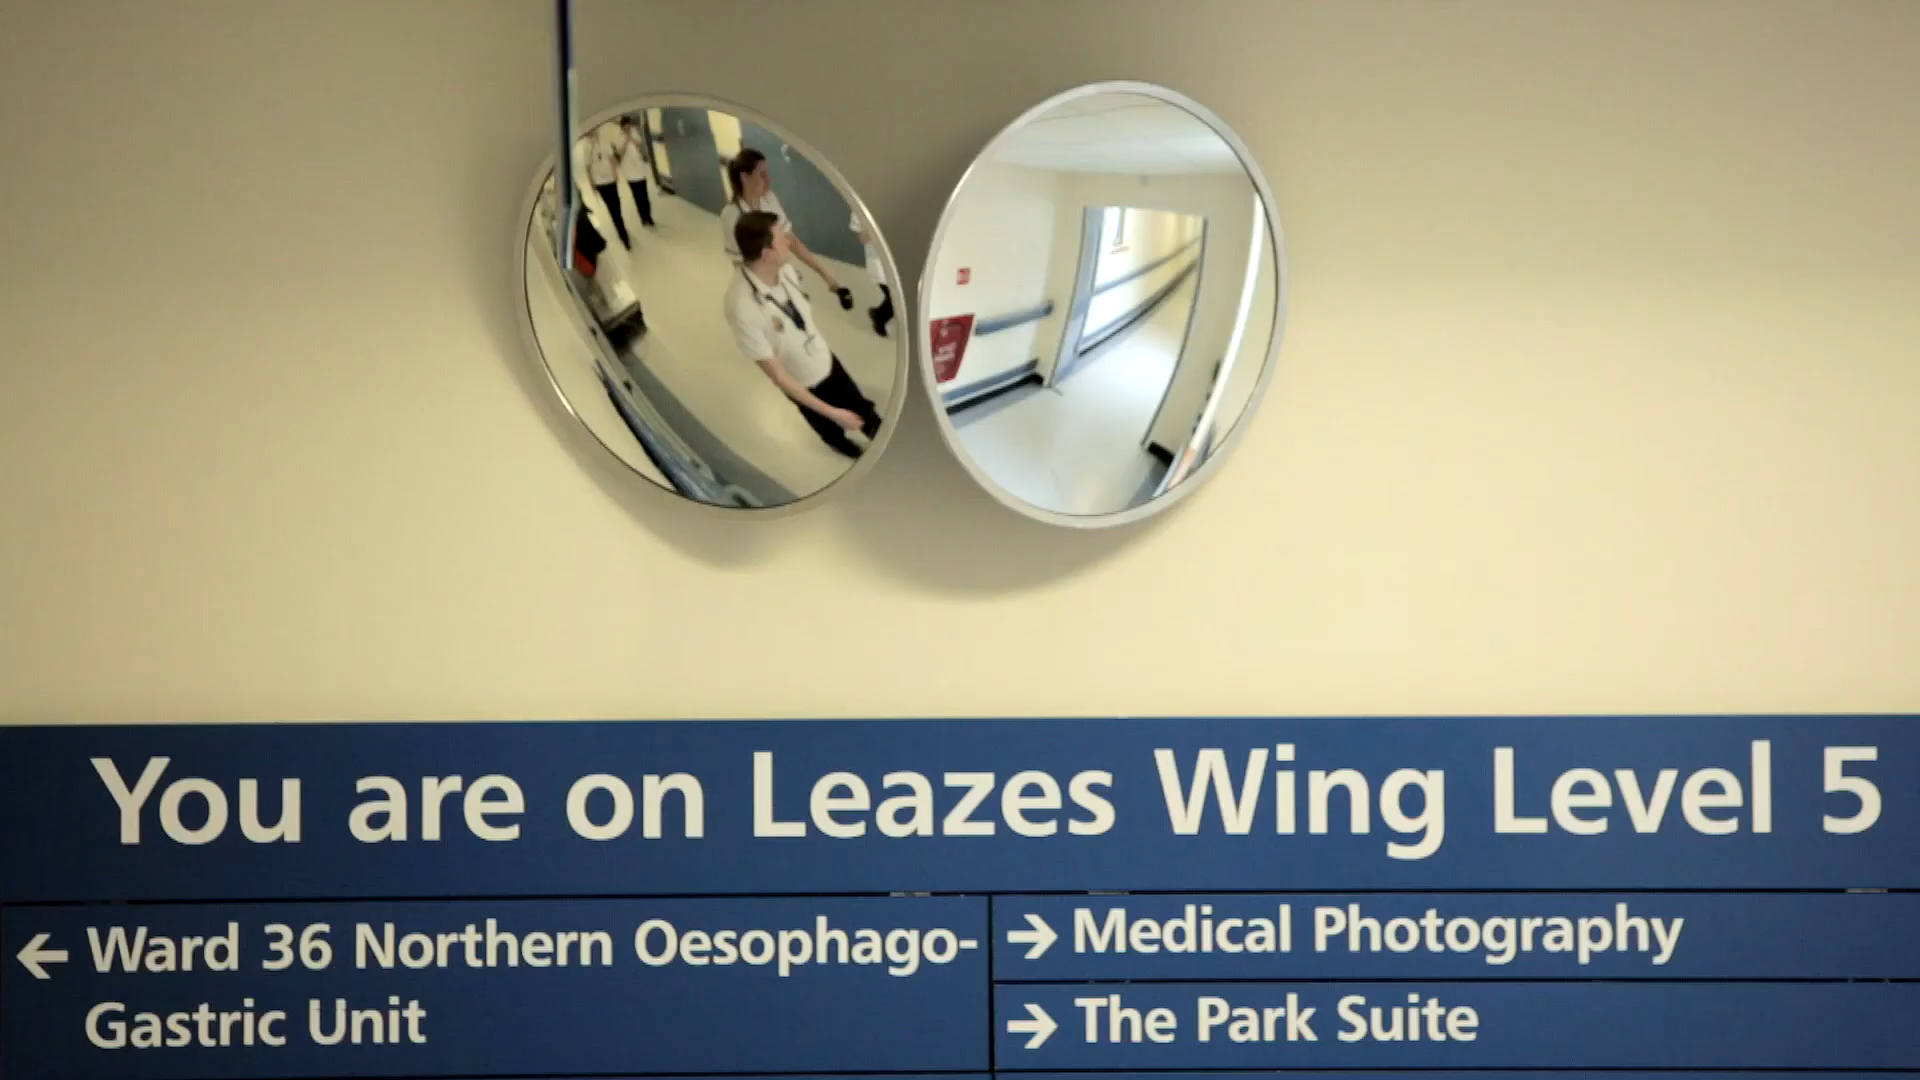 You are on Leazes Wing Level 5
← Ward 36 Northern Oesophago-
Gastric Unit
→ Medical Photography
→ The Park Suite